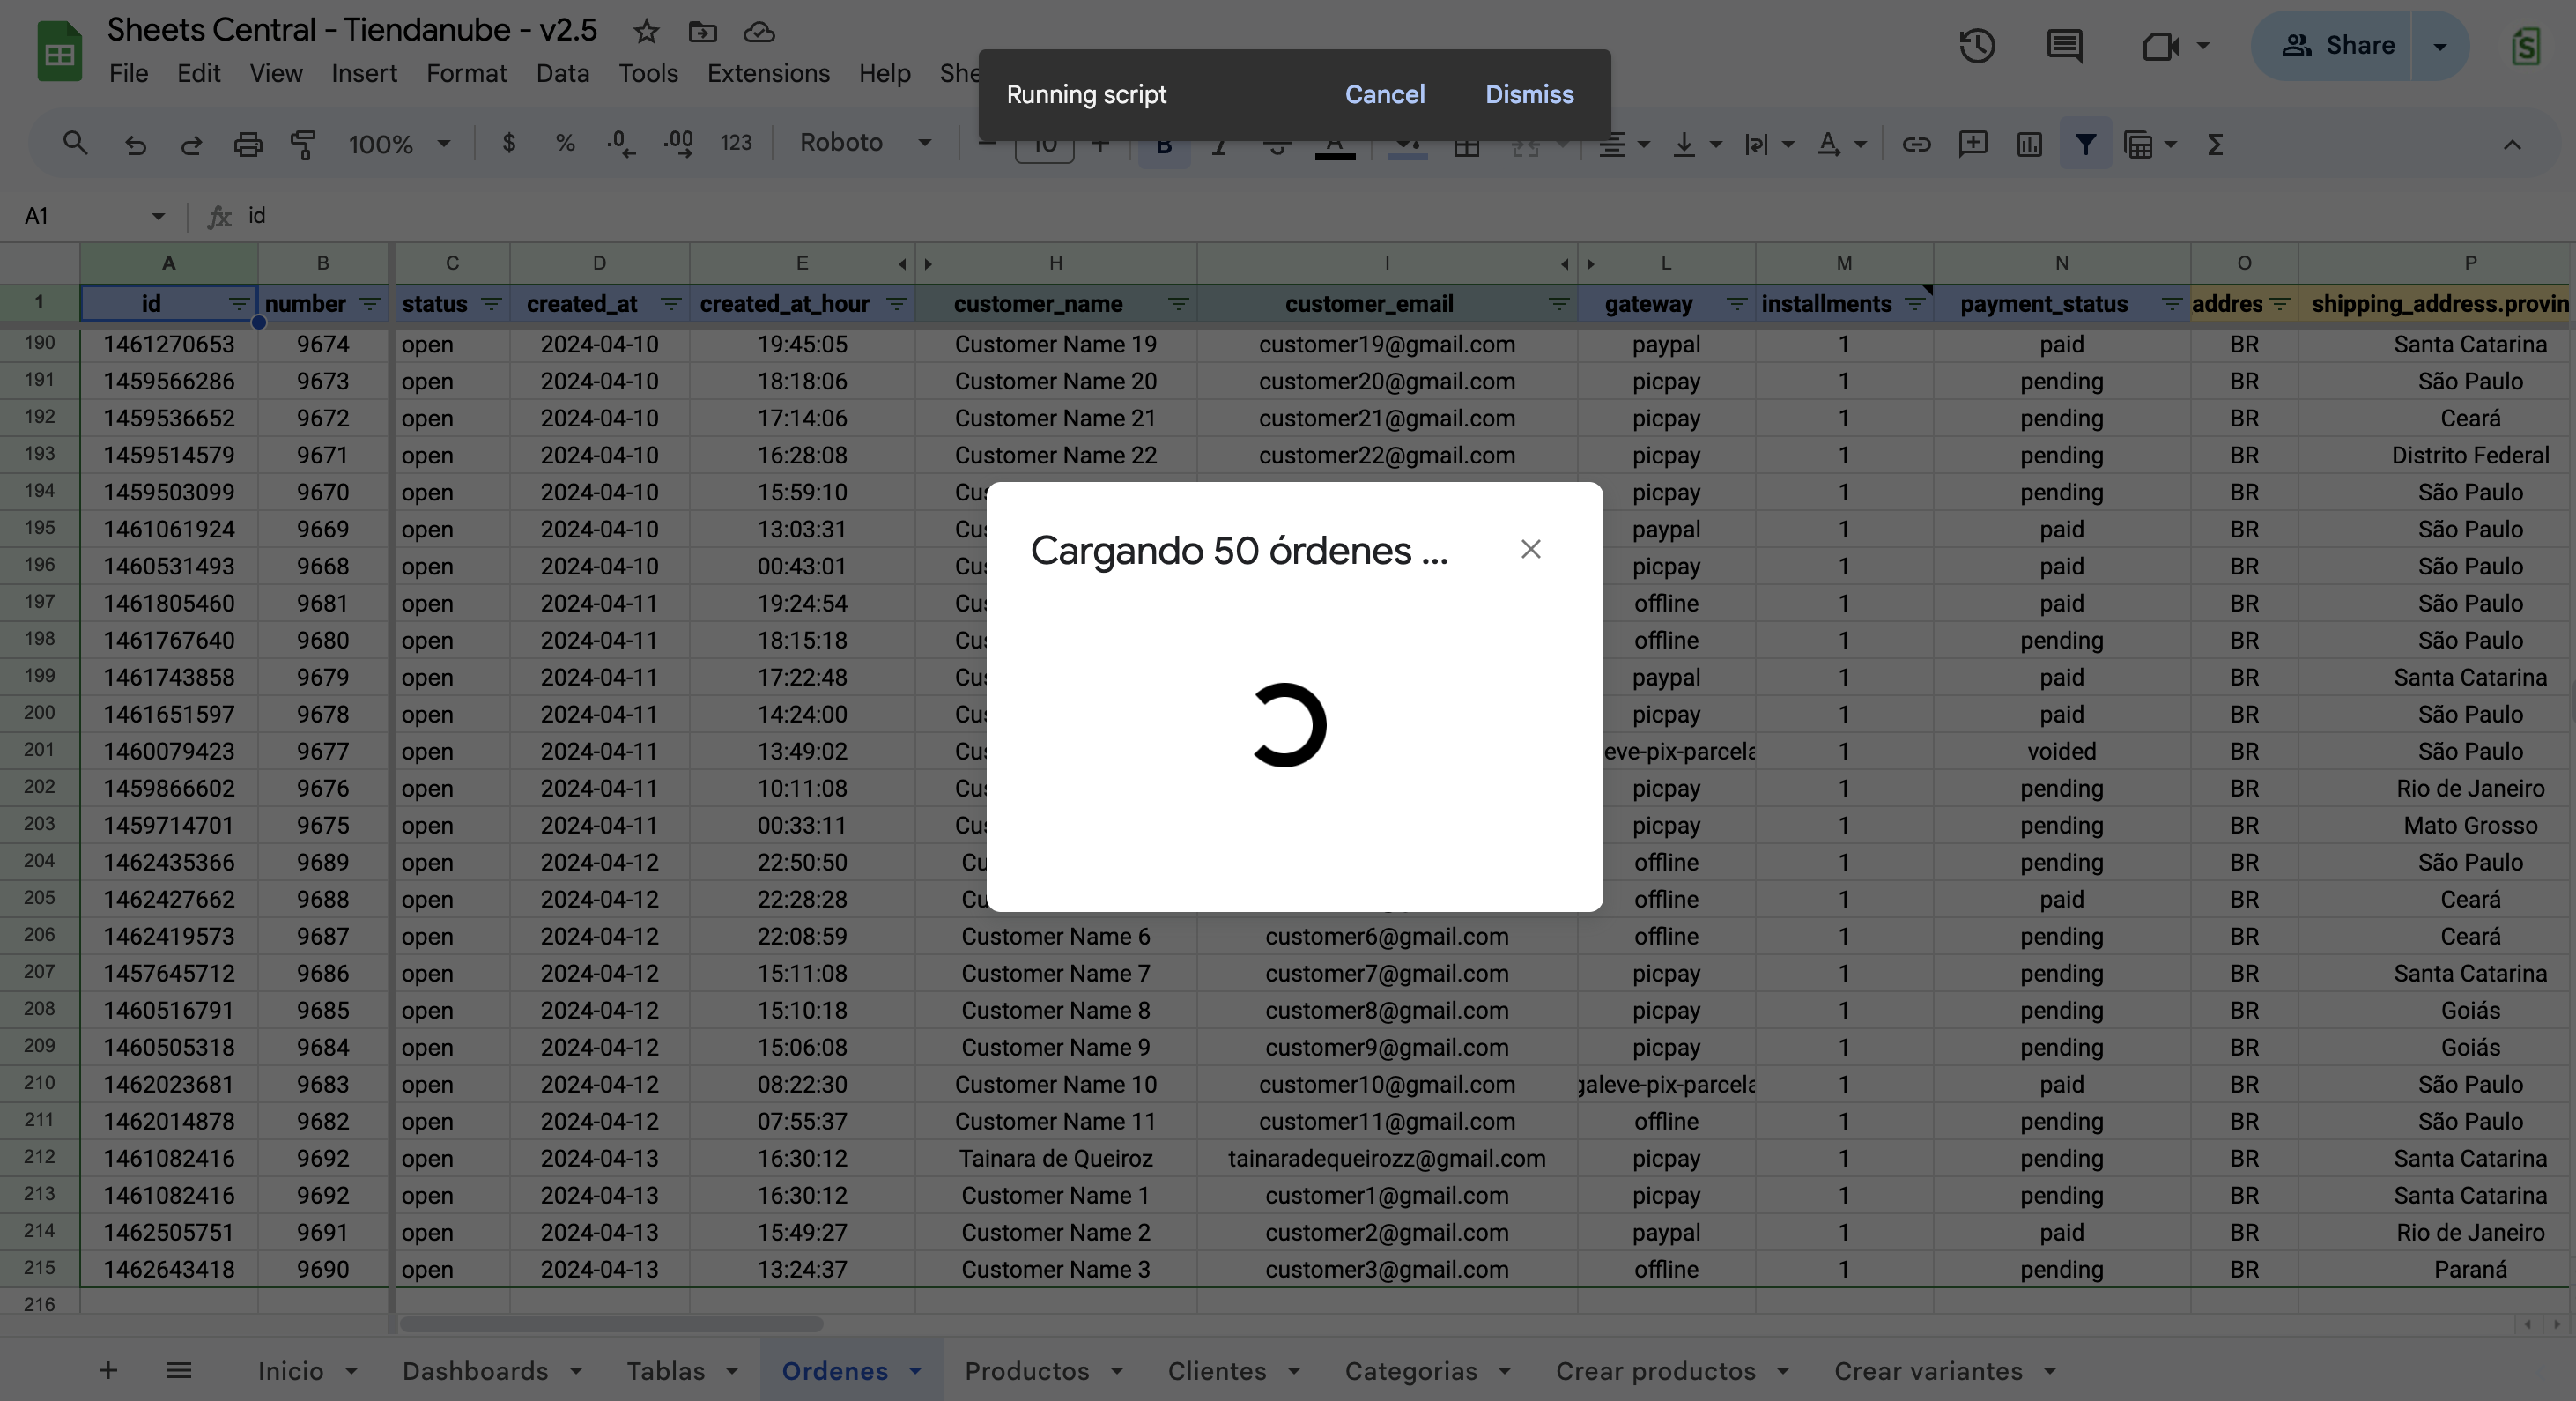 Sheets Central - Tiendanube - v2.5
File Edit View Insert Format Data Tools Extensions Help She
Running script Cancel Dismiss
Share
100% $ % .0 .00 123 Roboto 10 B
A1 fx id
A B C D E H I L M N O P
1 id number status created_at created_at_hour customer_name customer_email gateway installments payment_status addres shipping_address.provin
190 1461270653 9674 open 2024-04-10 19:45:05 Customer Name 19 customer19@gmail.com paypal 1 paid BR Santa Catarina
191 1459566286 9673 open 2024-04-10 18:18:06 Customer Name 20 customer20@gmail.com picpay 1 pending BR São Paulo
192 1459536652 9672 open 2024-04-10 17:14:06 Customer Name 21 customer21@gmail.com picpay 1 pending BR Ceará
193 1459514579 9671 open 2024-04-10 16:28:08 Customer Name 22 customer22@gmail.com picpay 1 pending BR Distrito Federal
194 1459503099 9670 open 2024-04-10 15:59:10 Cus picpay 1 pending BR São Paulo
195 1461061924 9669 open 2024-04-10 13:03:31 Cus paypal 1 paid BR São Paulo
Cargando 50 órdenes ...
196 1460531493 9668 open 2024-04-10 00:43:01 Cus picpay 1 paid BR São Paulo
197 1461805460 9681 open 2024-04-11 19:24:54 Cus offline 1 paid BR São Paulo
198 1461767640 9680 open 2024-04-11 18:15:18 Cus offline 1 pending BR São Paulo
199 1461743858 9679 open 2024-04-11 17:22:48 Cus paypal 1 paid BR Santa Catarina
200 1461651597 9678 open 2024-04-11 14:24:00 Cus picpay 1 paid BR São Paulo
201 1460079423 9677 open 2024-04-11 13:49:02 Cus eve-pix-parcela 1 voided BR São Paulo
202 1459866602 9676 open 2024-04-11 10:11:08 Cus picpay 1 pending BR Rio de Janeiro
203 1459714701 9675 open 2024-04-11 00:33:11 Cus picpay 1 pending BR Mato Grosso
204 1462435366 9689 open 2024-04-12 22:50:50 Cu offline 1 pending BR São Paulo
205 1462427662 9688 open 2024-04-12 22:28:28 Cu offline 1 paid BR Ceará
206 1462419573 9687 open 2024-04-12 22:08:59 Customer Name 6 customer6@gmail.com offline 1 pending BR Ceará
207 1457645712 9686 open 2024-04-12 15:11:08 Customer Name 7 customer7@gmail.com picpay 1 pending BR Santa Catarina
208 1460516791 9685 open 2024-04-12 15:10:18 Customer Name 8 customer8@gmail.com picpay 1 pending BR Goiás
209 1460505318 9684 open 2024-04-12 15:06:08 Customer Name 9 customer9@gmail.com picpay 1 pending BR Goiás
210 1462023681 9683 open 2024-04-12 08:22:30 Customer Name 10 customer10@gmail.com galeve-pix-parcela 1 paid BR São Paulo
211 1462014878 9682 open 2024-04-12 07:55:37 Customer Name 11 customer11@gmail.com offline 1 pending BR São Paulo
212 1461082416 9692 open 2024-04-13 16:30:12 Tainara de Queiroz tainaradequeirozz@gmail.com picpay 1 pending BR Santa Catarina
213 1461082416 9692 open 2024-04-13 16:30:12 Customer Name 1 customer1@gmail.com picpay 1 pending BR Santa Catarina
214 1462505751 9691 open 2024-04-13 15:49:27 Customer Name 2 customer2@gmail.com paypal 1 paid BR Rio de Janeiro
215 1462643418 9690 open 2024-04-13 13:24:37 Customer Name 3 customer3@gmail.com offline 1 pending BR Paraná
216
Inicio Dashboards Tablas Ordenes Productos Clientes Categorias Crear productos Crear variantes